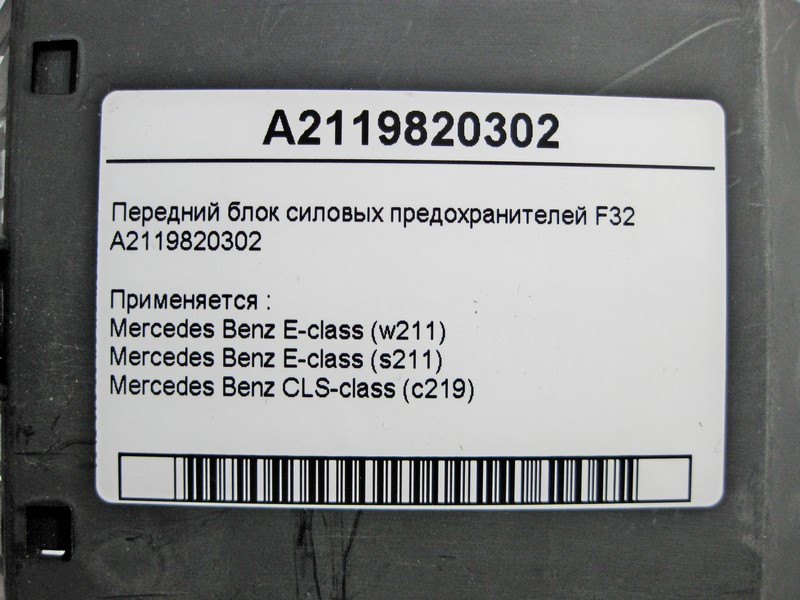 A2119820302
Передний блок силовых предохранителей F32
A2119820302
Применяется :
Mercedes Benz E-class (w211)
Mercedes Benz E-class (s211)
Mercedes Benz CLS-class (c219)